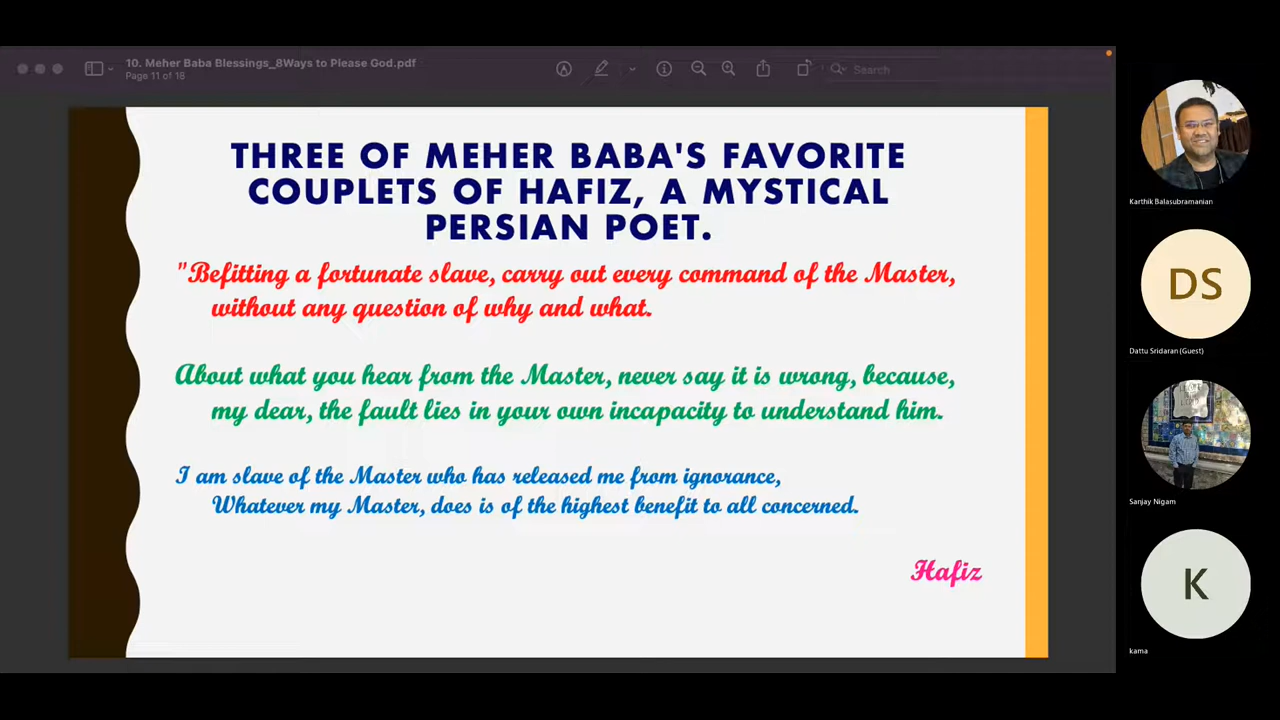 10. Meher Baba Blessings_8Ways to Please God.pdf
Page 11 of 16
Search
THREE OF MEHER BABA'S FAVORITE
COUPLETS OF HAFIZ, A MYSTICAL
PERSIAN POET.
"Befitting a fortunate slave, carry out every command of the Master,
without any question of why and what.
About what you hear from the Master, never say it is wrong, because,
my dear, the fault lies in your own incapacity to understand him.
I am slave of the Master who has released me from ignorance,
Whatever my Master, does is of the highest benefit to all concerned.
Hafiz
Karthik Balasubramanian
DS
Dattu Sridaran (Guest)
Sanjay Nigam
K
kama